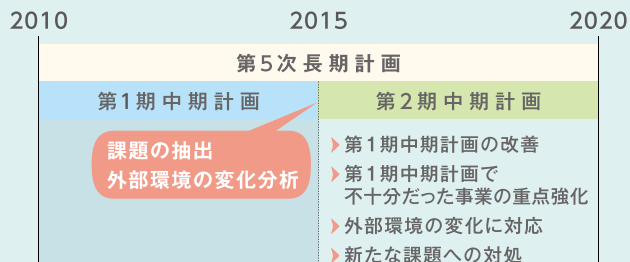 2010 2015 2020
第5次長期計画
第1期中期計画 第2期中期計画
課題の抽出
外部環境の変化分析
第1期中期計画の改善
第1期中期計画で
不十分だった事業の重点強化
外部環境の変化に対応
新たな課題への対処